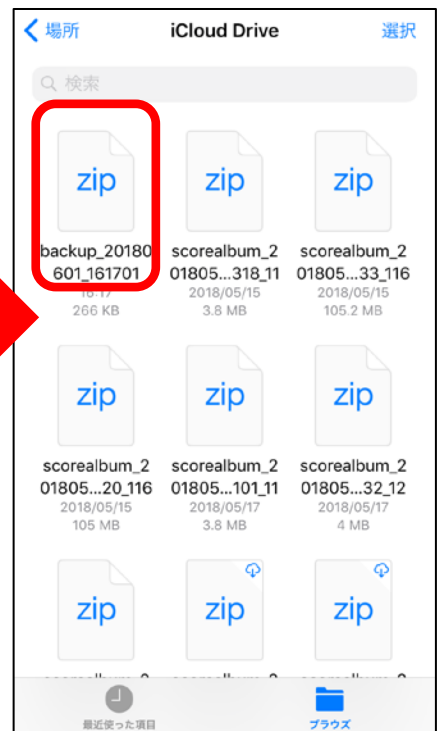 場所 iCloud Drive 選択
検索
zip zip zip
backup_20180 scorealbum_2 scorealbum_2
601_161701 01805...318_11 01805...33_116
16:17 2018/05/15 2018/05/15
266 KB 3.8 MB 105.2 MB
zip zip zip
scorealbum_2 scorealbum_2 scorealbum_2
01805...20_116 01805...101_11 01805...32_12
2018/05/15 2018/05/17 2018/05/17
105 MB 3.8 MB 4 MB
zip zip zip
最近使った項目 ブラウズ